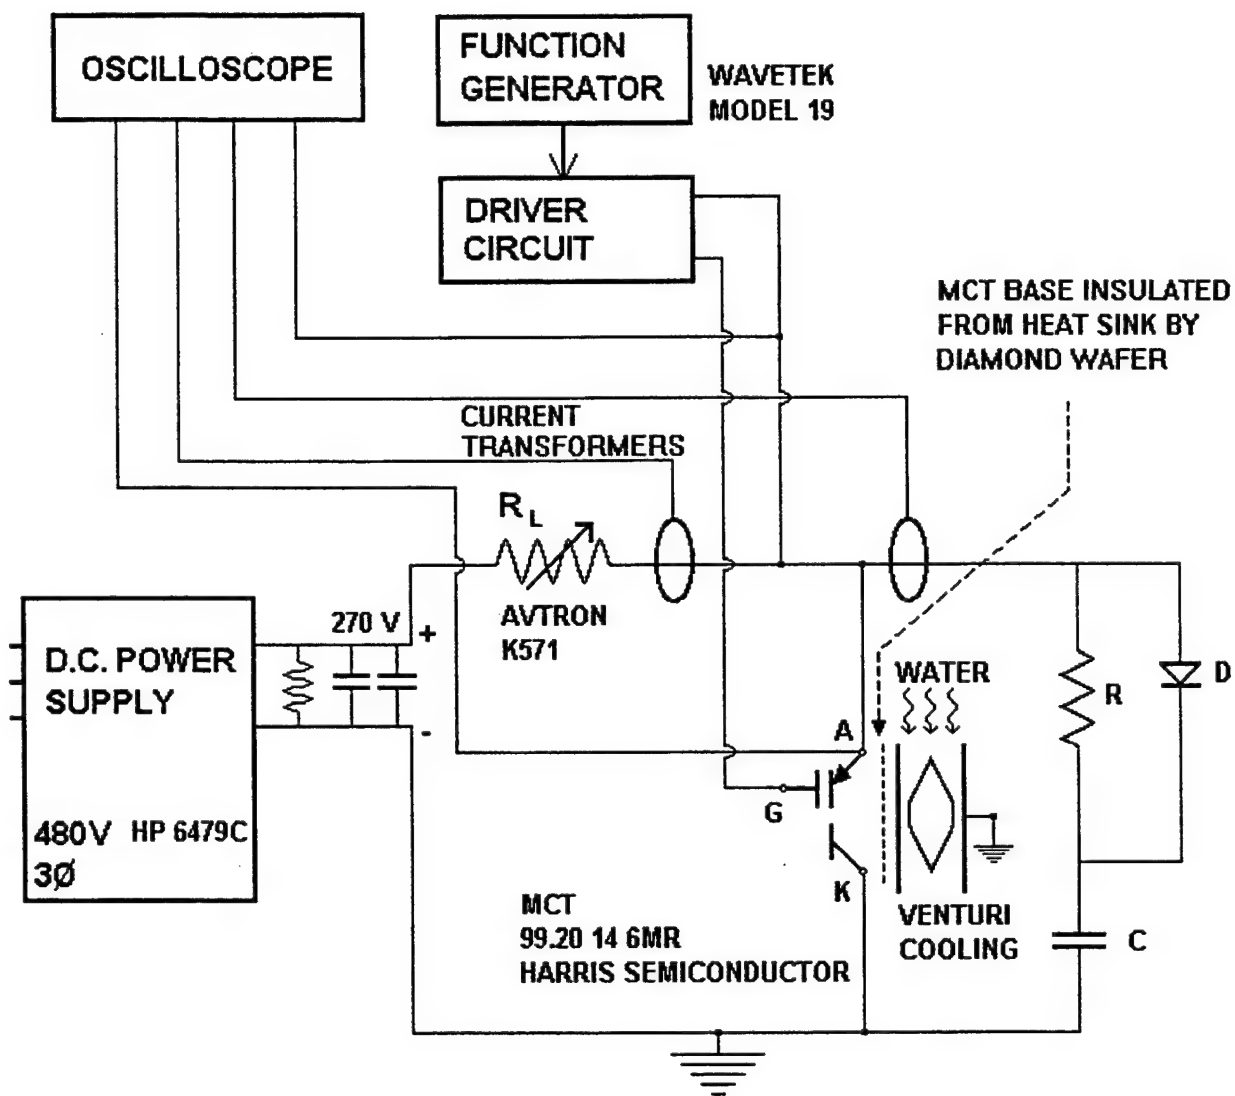 OSCILLOSCOPE
FUNCTION
GENERATOR
WAVETEK
MODEL 19
DRIVER
CIRCUIT
MCT BASE INSULATED
FROM HEAT SINK BY
DIAMOND WAFER
CURRENT
TRANSFORMERS
R L
AVTRON
K571
270 V
+
-
D.C. POWER
SUPPLY
480V HP 6479C
3Ø
WATER
A
G
K
R
D
C
VENTURI
COOLING
MCT
99.20 14 6MR
HARRIS SEMICONDUCTOR